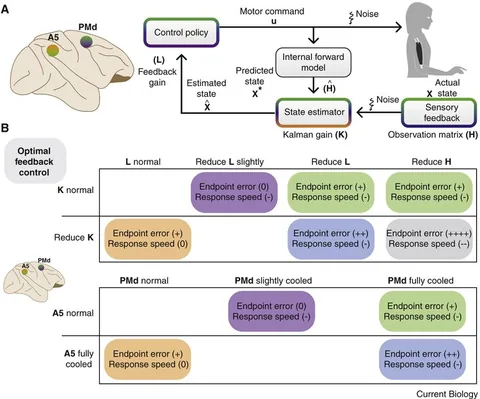 A
A5
PMd
Control policy
Motor command
u
Noise
(L)
Feedback
gain
Estimated
state
X̂
Predicted
state
X*
Internal forward
model
(Ĥ)
Actual
state
X
State estimator
Kalman gain (K)
Noise
Sensory
feedback
Observation matrix (H)
B
Optimal
feedback
control
L normal
Reduce L slightly
Reduce L
Reduce H
K normal
Endpoint error (0)
Response speed (-)
Endpoint error (+)
Response speed (-)
Endpoint error (+)
Response speed (-)
Reduce K
Endpoint error (+)
Response speed (0)
Endpoint error (++)
Response speed (-)
Endpoint error (++++)
Response speed (--)
A5
PMd
PMd normal
PMd slightly cooled
PMd fully cooled
A5 normal
Endpoint error (0)
Response speed (-)
Endpoint error (+)
Response speed (-)
A5 fully
cooled
Endpoint error (+)
Response speed (0)
Endpoint error (++)
Response speed (-)
Current Biology